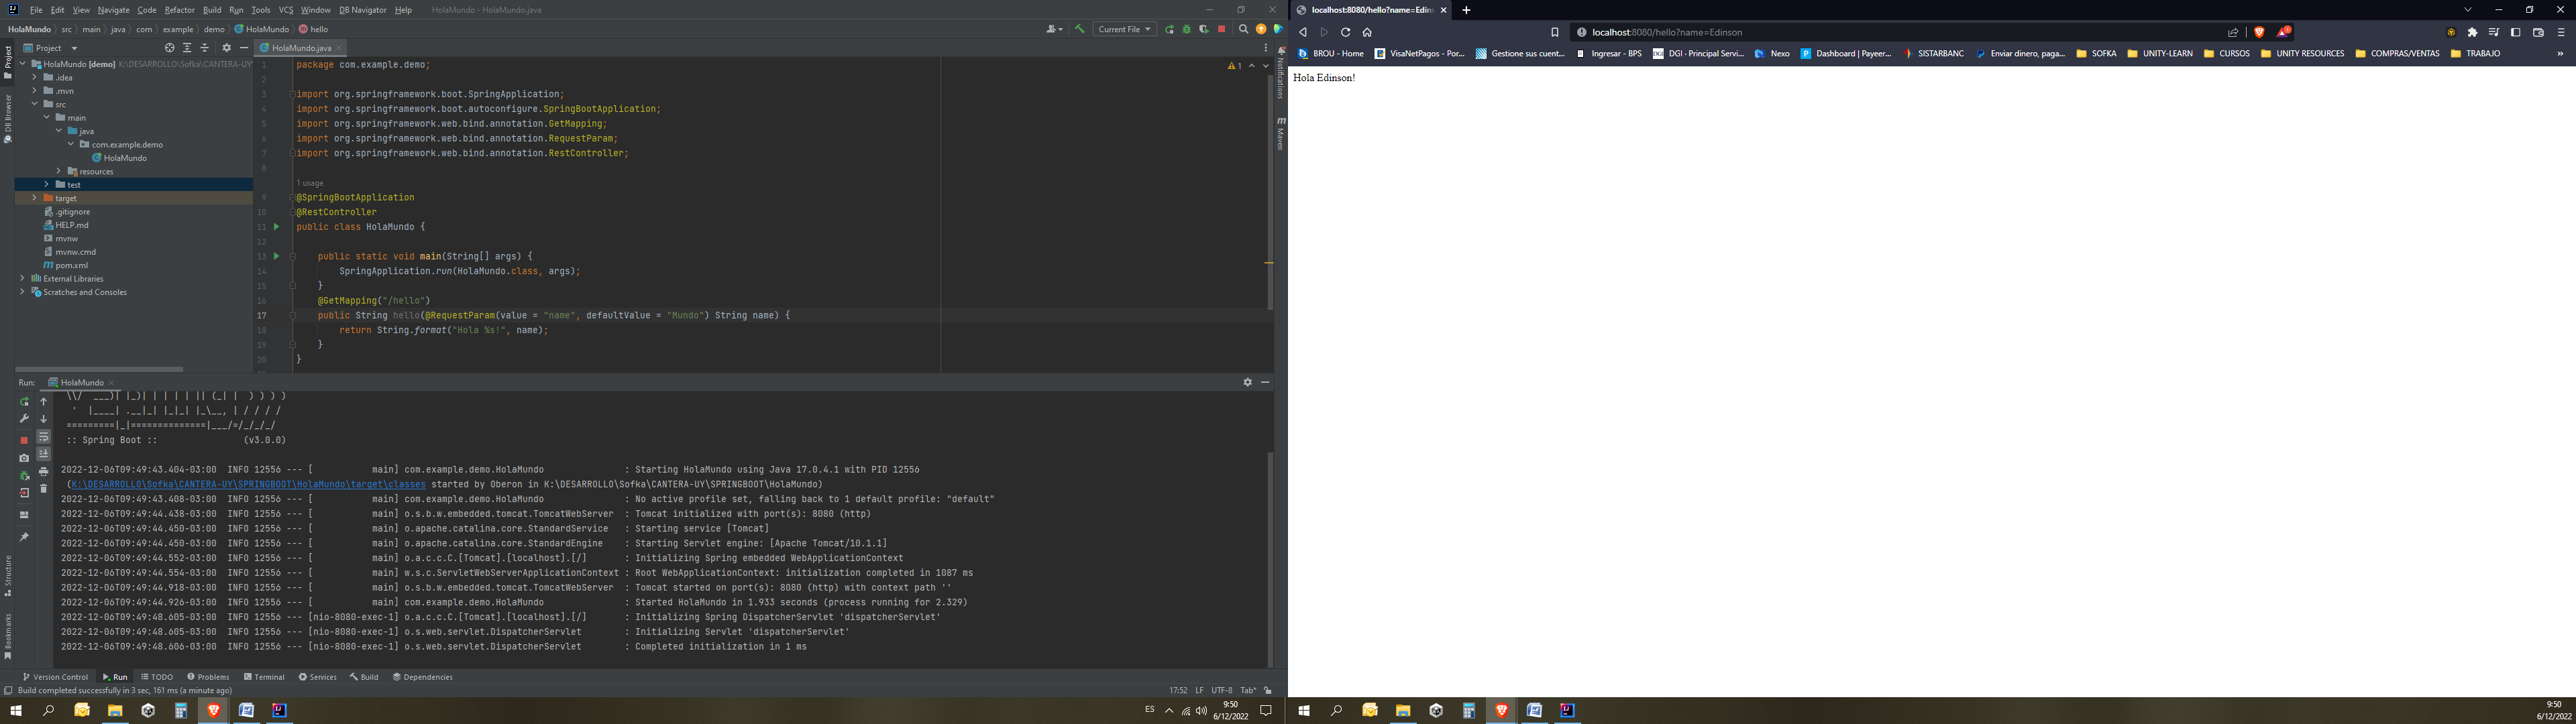 File Edit View Navigate Code Refactor Build Run Tools VCS Window DB Navigator Help HolaMundo - HolaMundo.java
HolaMundo src main java com example demo HolaMundo hello
Current File
Project
HolaMundo.java
Project
DB Browser
Structure
Bookmarks
HolaMundo [demo] K:\DESARROLLO\Sofka\CANTERA-UY\
.idea
.mvn
src
main
java
com.example.demo
HolaMundo
resources
test
target
.gitignore
HELP.md
mvnw
mvnw.cmd
pom.xml
External Libraries
Scratches and Consoles
1 package com.example.demo;
2
3 import org.springframework.boot.SpringApplication;
4 import org.springframework.boot.autoconfigure.SpringBootApplication;
5 import org.springframework.web.bind.annotation.GetMapping;
6 import org.springframework.web.bind.annotation.RequestParam;
7 import org.springframework.web.bind.annotation.RestController;
8
1 usage
9 @SpringBootApplication
10 @RestController
11 public class HolaMundo {
12
13 public static void main(String[] args) {
14 SpringApplication.run(HolaMundo.class, args);
15 }
16 @GetMapping("/hello")
17 public String hello(@RequestParam(value = "name", defaultValue = "Mundo") String name) {
18 return String.format("Hola %s!", name);
19 }
20 }
1
Notifications
Maven
Run: HolaMundo
\\/  ___)| |_)| | | | | || (_| |  ) ) ) )
'  |____| .__|_| |_|_| |_\__, | / / / /
=========|_|==============|___/=/_/_/_/
:: Spring Boot :: (v3.0.0)
2022-12-06T09:49:43.404-03:00 INFO 12556 --- [ main] com.example.demo.HolaMundo : Starting HolaMundo using Java 17.0.4.1 with PID 12556
(K:\DESARROLLO\Sofka\CANTERA-UY\SPRINGBOOT\HolaMundo\target\classes started by Oberon in K:\DESARROLLO\Sofka\CANTERA-UY\SPRINGBOOT\HolaMundo)
2022-12-06T09:49:43.408-03:00 INFO 12556 --- [ main] com.example.demo.HolaMundo : No active profile set, falling back to 1 default profile: "default"
2022-12-06T09:49:44.438-03:00 INFO 12556 --- [ main] o.s.b.w.embedded.tomcat.TomcatWebServer : Tomcat initialized with port(s): 8080 (http)
2022-12-06T09:49:44.450-03:00 INFO 12556 --- [ main] o.apache.catalina.core.StandardService : Starting service [Tomcat]
2022-12-06T09:49:44.450-03:00 INFO 12556 --- [ main] o.apache.catalina.core.StandardEngine : Starting Servlet engine: [Apache Tomcat/10.1.1]
2022-12-06T09:49:44.552-03:00 INFO 12556 --- [ main] o.a.c.c.C.[Tomcat].[localhost].[/] : Initializing Spring embedded WebApplicationContext
2022-12-06T09:49:44.554-03:00 INFO 12556 --- [ main] w.s.c.ServletWebServerApplicationContext : Root WebApplicationContext: initialization completed in 1087 ms
2022-12-06T09:49:44.918-03:00 INFO 12556 --- [ main] o.s.b.w.embedded.tomcat.TomcatWebServer : Tomcat started on port(s): 8080 (http) with context path ''
2022-12-06T09:49:44.926-03:00 INFO 12556 --- [ main] com.example.demo.HolaMundo : Started HolaMundo in 1.933 seconds (process running for 2.329)
2022-12-06T09:49:48.605-03:00 INFO 12556 --- [nio-8080-exec-1] o.a.c.c.C.[Tomcat].[localhost].[/] : Initializing Spring DispatcherServlet 'dispatcherServlet'
2022-12-06T09:49:48.605-03:00 INFO 12556 --- [nio-8080-exec-1] o.s.web.servlet.DispatcherServlet : Initializing Servlet 'dispatcherServlet'
2022-12-06T09:49:48.606-03:00 INFO 12556 --- [nio-8080-exec-1] o.s.web.servlet.DispatcherServlet : Completed initialization in 1 ms
Version Control Run TODO Problems Terminal Services Build Dependencies
Build completed successfully in 3 sec, 161 ms (a minute ago) 17:52 LF UTF-8 Tab*
ES 9:50
6/12/2022
localhost:8080/hello?name=Edins
localhost:8080/hello?name=Edinson
BROU - Home VisaNetPagos - Por... Gestione sus cuent... Ingresar - BPS DGI - Principal Servi... Nexo Dashboard | Payeer... SISTARBANC Enviar dinero, paga... SOFKA UNITY-LEARN CURSOS UNITY RESOURCES COMPRAS/VENTAS TRABAJO
Hola Edinson!
9:50
6/12/2022